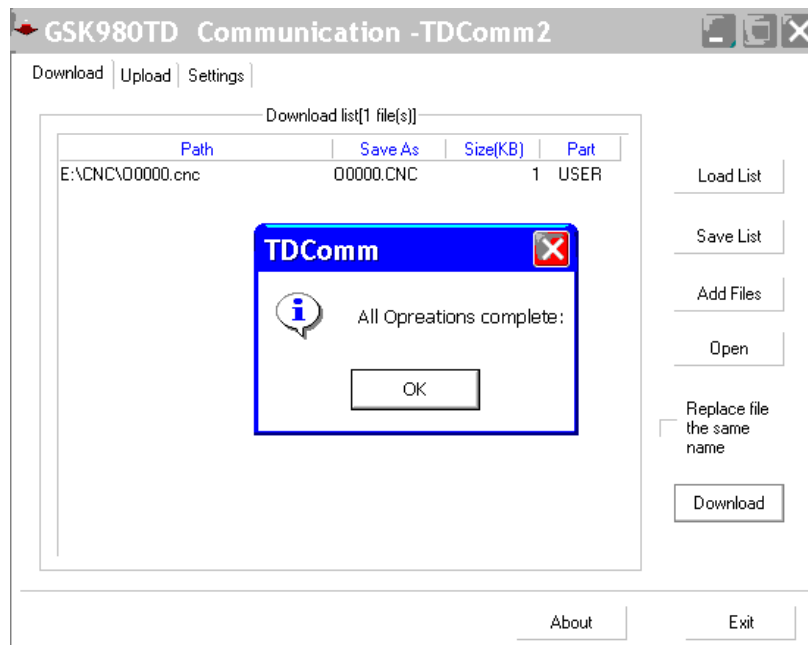 GSK980TD Communication -TDComm2
Download Upload Settings
Download list[1 file(s)]
Path Save As Size(KB) Part
E:\CNC\O0000.cnc O0000.CNC 1 USER
Load List
Save List
Add Files
Open
TDComm
All Opreations complete:
OK
Replace file
the same
name
Download
About Exit